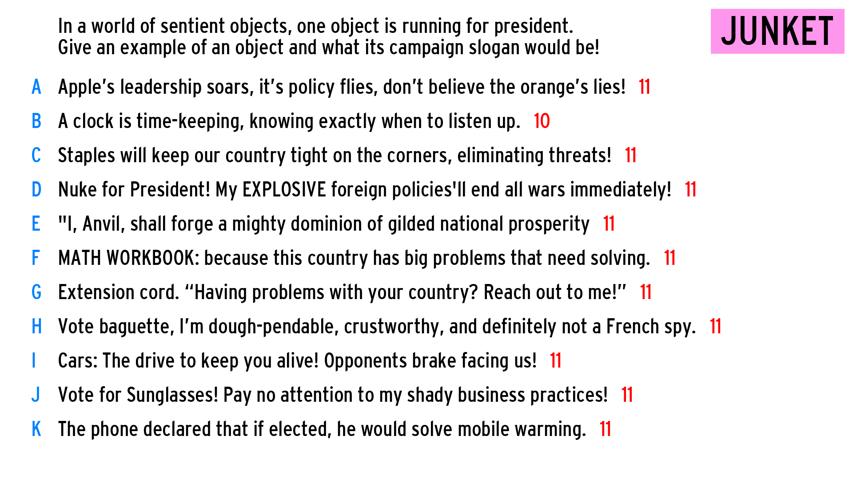 In a world of sentient objects, one object is running for president.
Give an example of an object and what its campaign slogan would be!
JUNKET
A Apple’s leadership soars, it’s policy flies, don’t believe the orange’s lies! 11
B A clock is time-keeping, knowing exactly when to listen up. 10
C Staples will keep our country tight on the corners, eliminating threats! 11
D Nuke for President! My EXPLOSIVE foreign policies'll end all wars immediately! 11
E "I, Anvil, shall forge a mighty dominion of gilded national prosperity 11
F MATH WORKBOOK: because this country has big problems that need solving. 11
G Extension cord. “Having problems with your country? Reach out to me!” 11
H Vote baguette, I’m dough-pendable, crustworthy, and definitely not a French spy. 11
I Cars: The drive to keep you alive! Opponents brake facing us! 11
J Vote for Sunglasses! Pay no attention to my shady business practices! 11
K The phone declared that if elected, he would solve mobile warming. 11